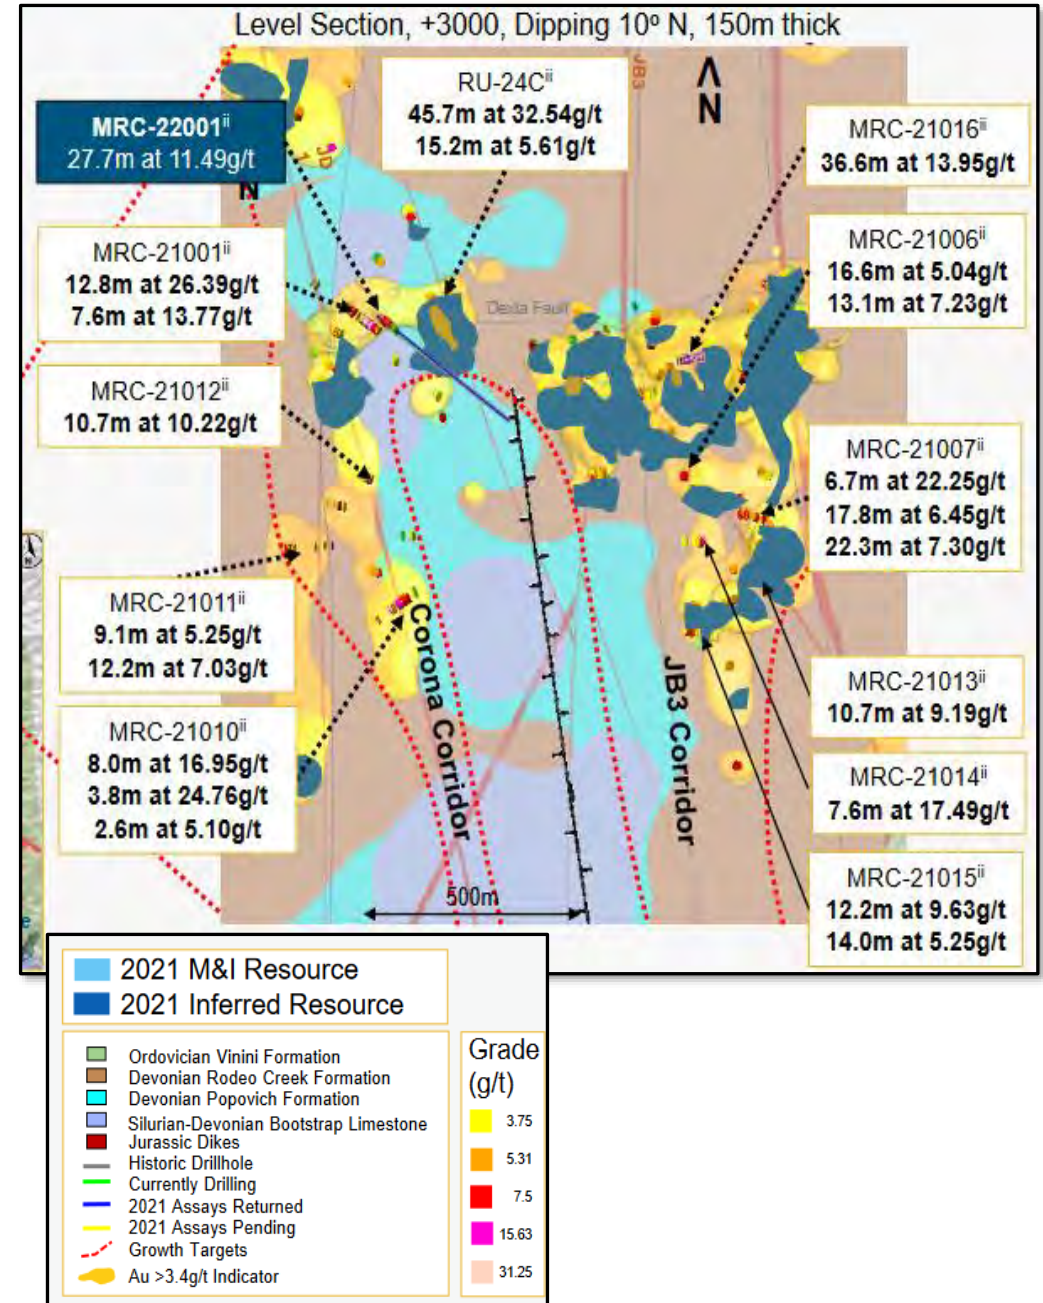 Level Section, +3000, Dipping 10º N, 150m thick
JB3
N
RU-24Cⁱⁱ
45.7m at 32.54g/t
15.2m at 5.61g/t
MRC-22001ⁱⁱ
27.7m at 11.49g/t
N
MRC-21016ⁱⁱ
36.6m at 13.95g/t
MRC-21001ⁱⁱ
12.8m at 26.39g/t
7.6m at 13.77g/t
MRC-21006ⁱⁱ
16.6m at 5.04g/t
13.1m at 7.23g/t
Dexta Fault
MRC-21012ⁱⁱ
10.7m at 10.22g/t
MRC-21007ⁱⁱ
6.7m at 22.25g/t
17.8m at 6.45g/t
22.3m at 7.30g/t
MRC-21011ⁱⁱ
9.1m at 5.25g/t
12.2m at 7.03g/t
Corona Corridor
JB3 Corridor
MRC-21013ⁱⁱ
10.7m at 9.19g/t
MRC-21010ⁱⁱ
8.0m at 16.95g/t
3.8m at 24.76g/t
2.6m at 5.10g/t
MRC-21014ⁱⁱ
7.6m at 17.49g/t
MRC-21015ⁱⁱ
12.2m at 9.63g/t
14.0m at 5.25g/t
500m
2021 M&I Resource
2021 Inferred Resource
Ordovician Vinini Formation
Devonian Rodeo Creek Formation
Devonian Popovich Formation
Silurian-Devonian Bootstrap Limestone
Jurassic Dikes
Historic Drillhole
Currently Drilling
2021 Assays Returned
2021 Assays Pending
Growth Targets
Au >3.4g/t Indicator
Grade
(g/t)
3.75
5.31
7.5
15.63
31.25